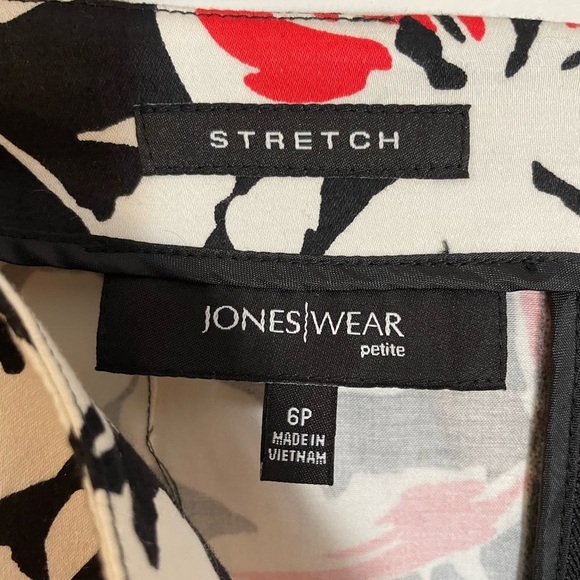 STRETCH
JONES|WEAR
petite
6P
MADE IN
VIETNAM